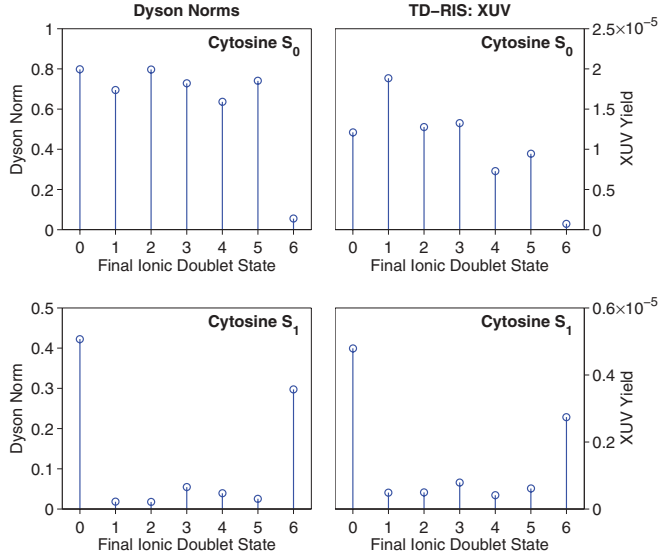 Dyson Norms
TD−RIS: XUV
Cytosine S0
1
0.8
0.6
0.4
0.2
0
Dyson Norm
0 1 2 3 4 5 6
Final Ionic Doublet State
Cytosine S0
2.5×10−5
2
1.5
1
0.5
0
XUV Yield
0 1 2 3 4 5 6
Final Ionic Doublet State
Cytosine S1
0.5
0.4
0.3
0.2
0.1
0
Dyson Norm
0 1 2 3 4 5 6
Final Ionic Doublet State
Cytosine S1
0.6×10−5
0.4
0.2
0
XUV Yield
0 1 2 3 4 5 6
Final Ionic Doublet State